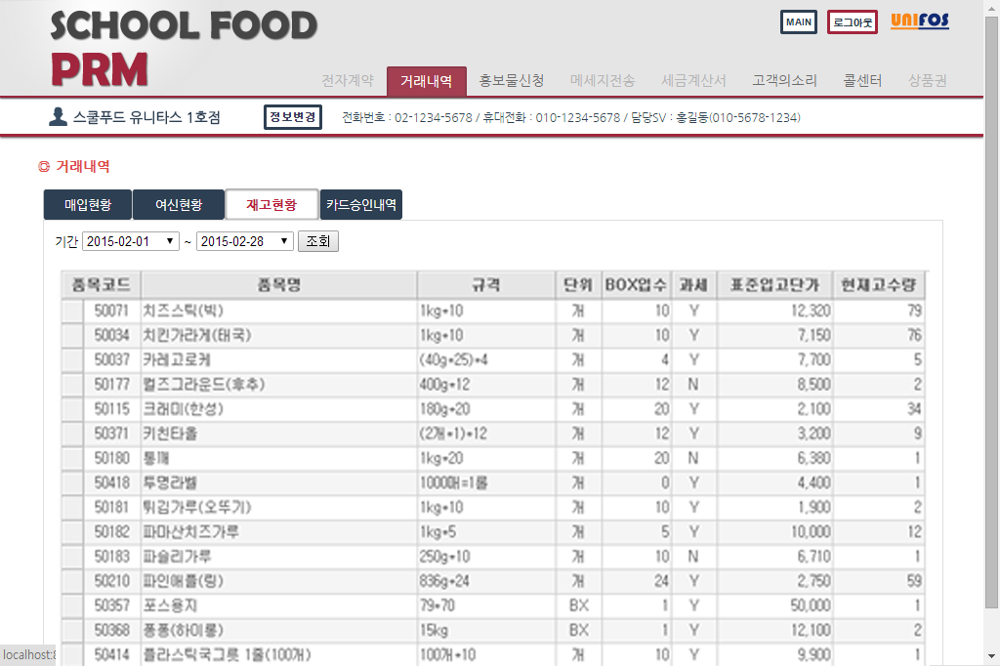 SCHOOL FOOD
PRM
MAIN 로그아웃 UNIFOS
전자계약 거래내역 홍보물신청 메세지전송 세금계산서 고객의소리 콜센터 상품권
스쿨푸드 유니타스 1호점 정보변경 전화번호 : 02-1234-5678 / 휴대전화 : 010-1234-5678 / 담당SV : 홍길동(010-5678-1234)
거래내역
매입현황 여신현황 재고현황 카드승인내역
기간 2015-02-01 ~ 2015-02-28 조회
품목코드 품목명 규격 단위 BOX입수 과세 표준입고단가 현재고수량
50071 치즈스틱(빅) 1kg*10 개 10 Y 12,320 79
50034 치킨가라게(태국) 1kg*10 개 10 Y 7,150 76
50037 카레고로케 (40g*25)*4 개 4 Y 7,700 5
50177 컬즈그라운드(후추) 400g*12 개 12 N 8,500 2
50115 크래미(한성) 180g*20 개 20 Y 2,100 34
50371 키친타올 (2개*1)*12 개 12 Y 3,200 9
50180 통깨 1kg*20 개 20 N 6,380 1
50418 투명라벨 1000매=1롤 개 0 Y 4,400 1
50181 튀김가루(오뚜기) 1kg*10 개 10 Y 1,900 2
50182 파마산치즈가루 1kg*5 개 5 Y 10,000 12
50183 파슬리가루 250g*10 개 10 N 6,710 1
50210 파인애플(링) 836g*24 개 24 Y 2,750 59
50357 포스용지 79*70 BX 1 Y 50,000 1
50368 퐁퐁(하이퐁) 15kg BX 1 Y 12,100 2
50414 플라스틱국그릇 1줄(100개) 100개*10 개 10 Y 9,900 1
localhost:8